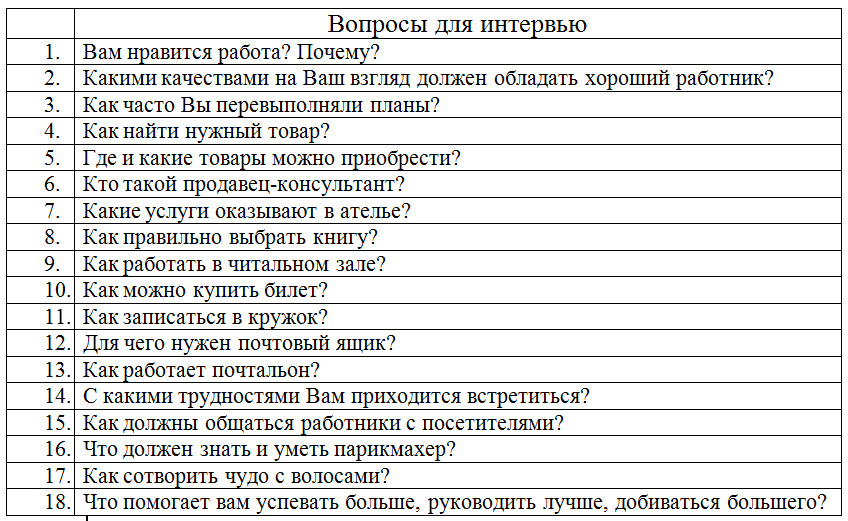 Вопросы для интервью
1. Вам нравится работа? Почему?
2. Какими качествами на Ваш взгляд должен обладать хороший работник?
3. Как часто Вы перевыполняли планы?
4. Как найти нужный товар?
5. Где и какие товары можно приобрести?
6. Кто такой продавец-консультант?
7. Какие услуги оказывают в ателье?
8. Как правильно выбрать книгу?
9. Как работать в читальном зале?
10. Как можно купить билет?
11. Как записаться в кружок?
12. Для чего нужен почтовый ящик?
13. Как работает почтальон?
14. С какими трудностями Вам приходится встретиться?
15. Как должны общаться работники с посетителями?
16. Что должен знать и уметь парикмахер?
17. Как сотворить чудо с волосами?
18. Что помогает вам успевать больше, руководить лучше, добиваться большего?